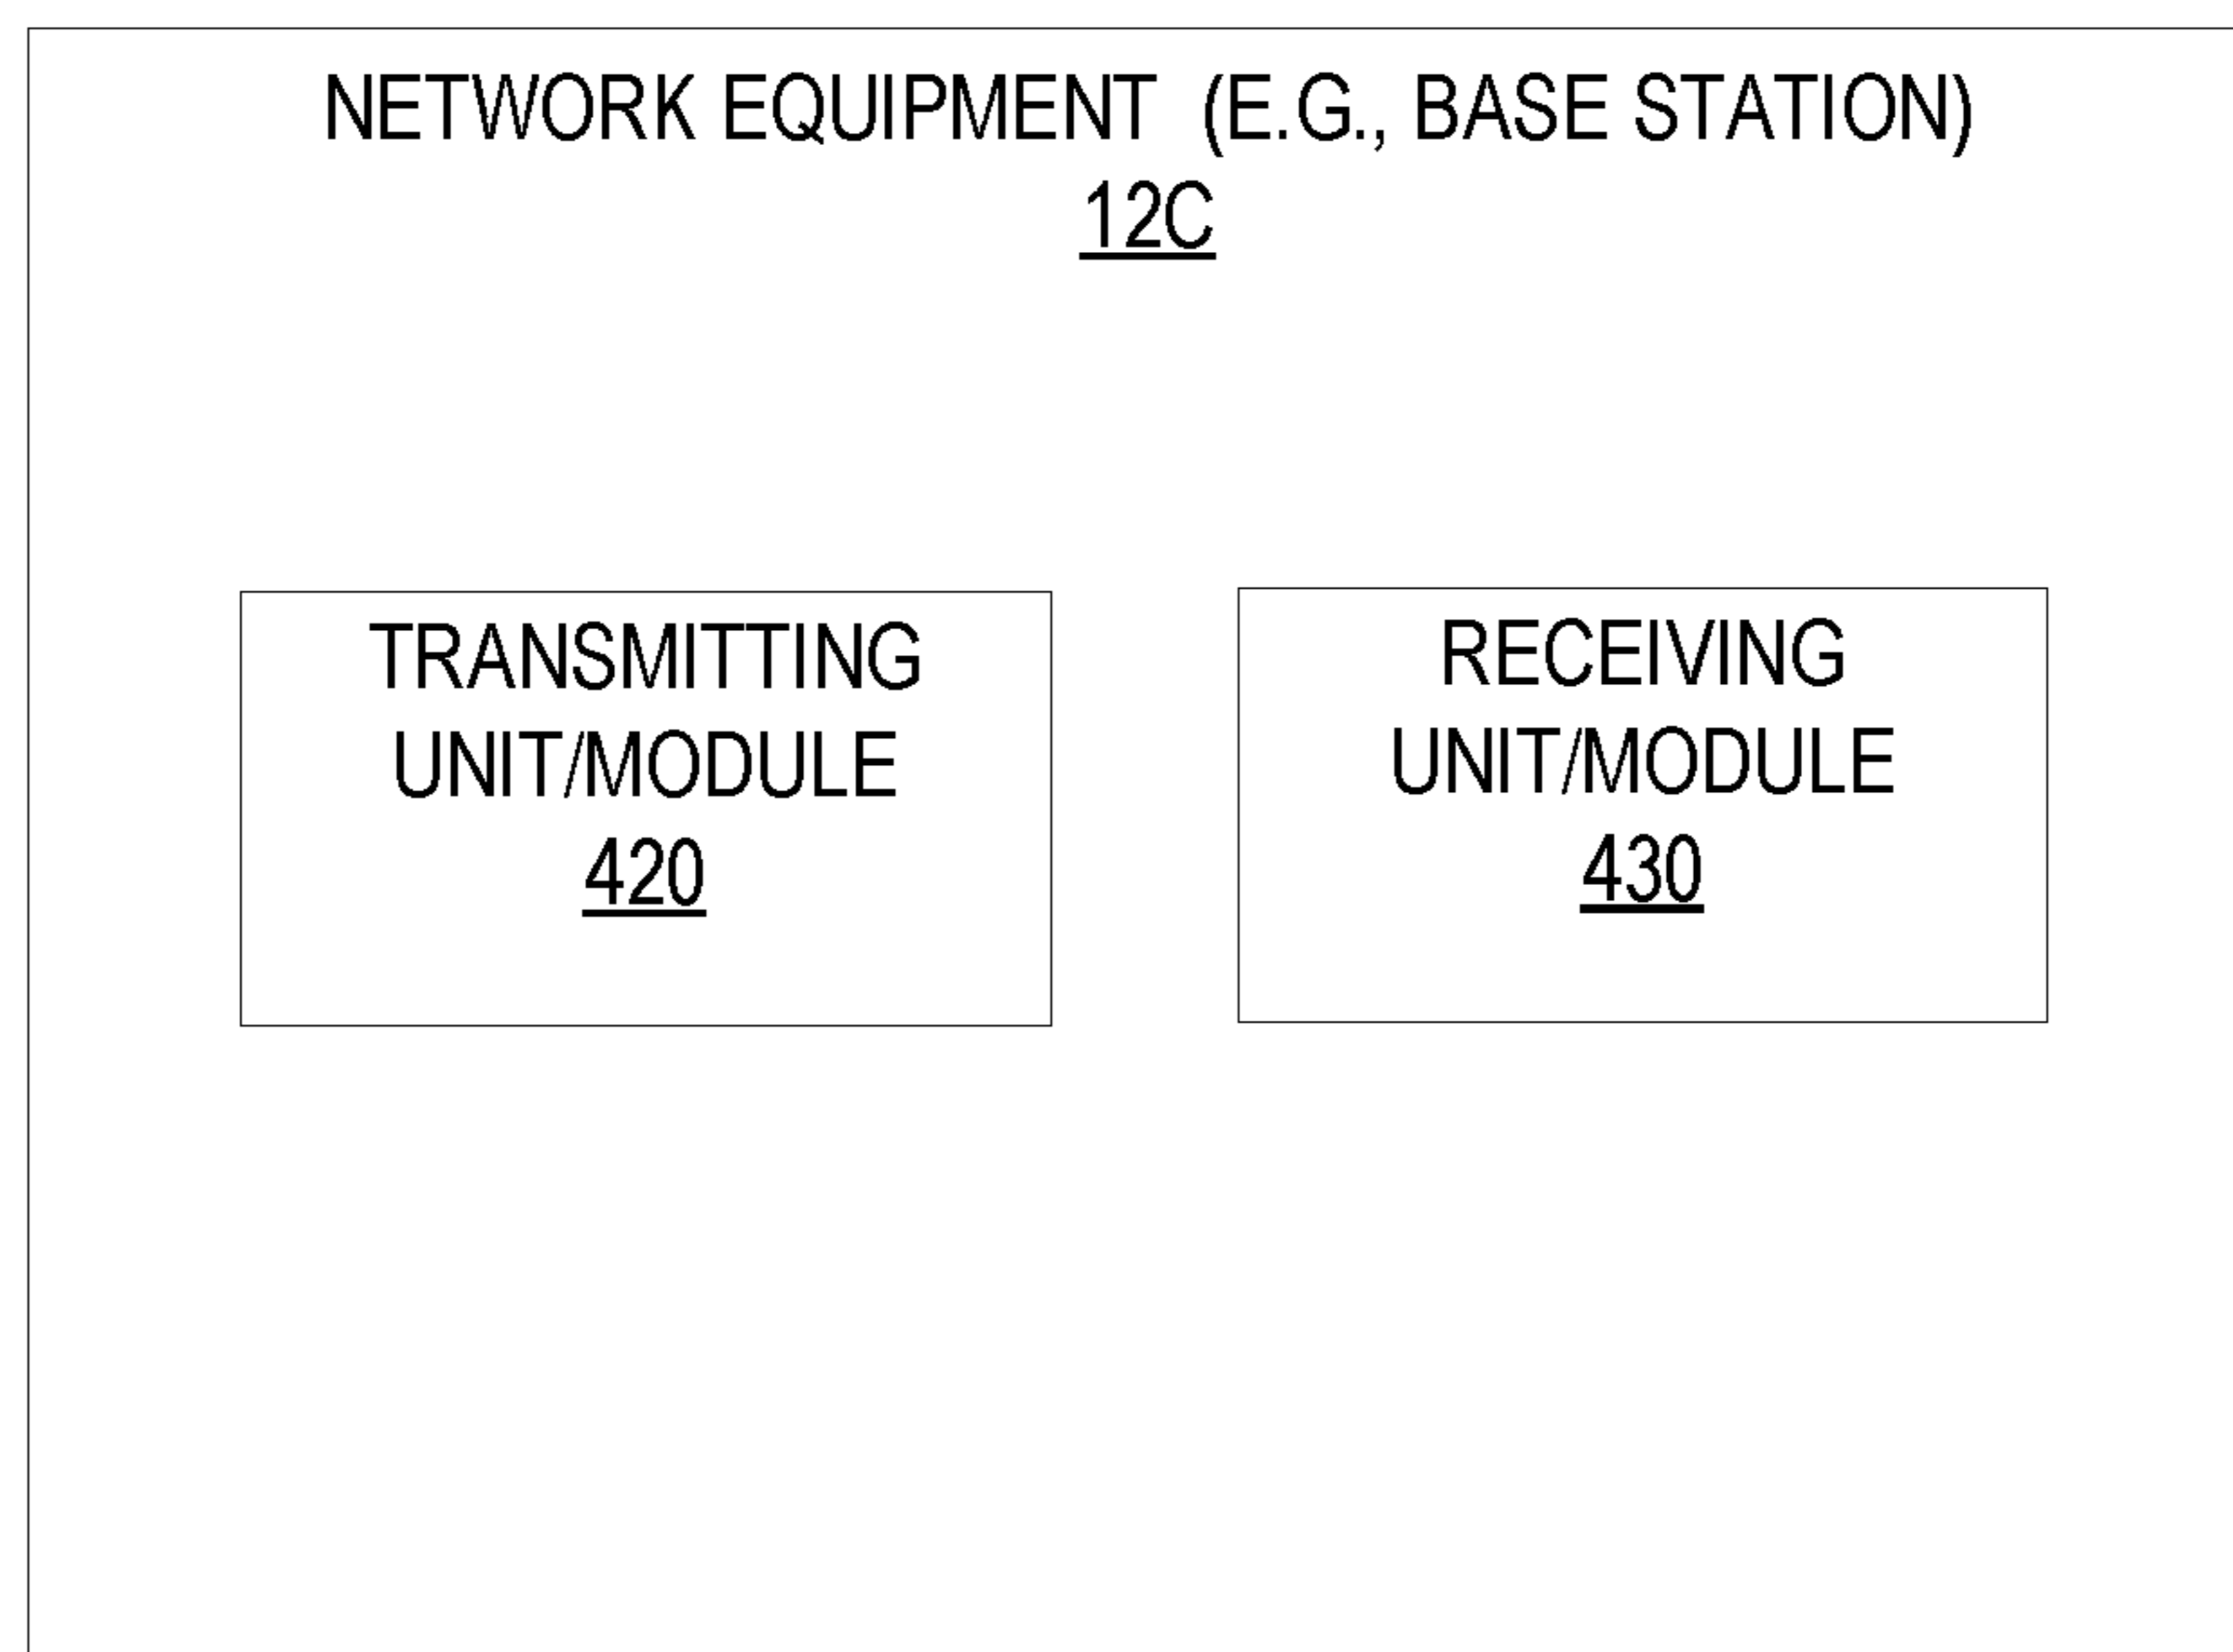 NETWORK EQUIPMENT (E.G., BASE STATION)
12C
TRANSMITTING
UNIT/MODULE
420
RECEIVING
UNIT/MODULE
430